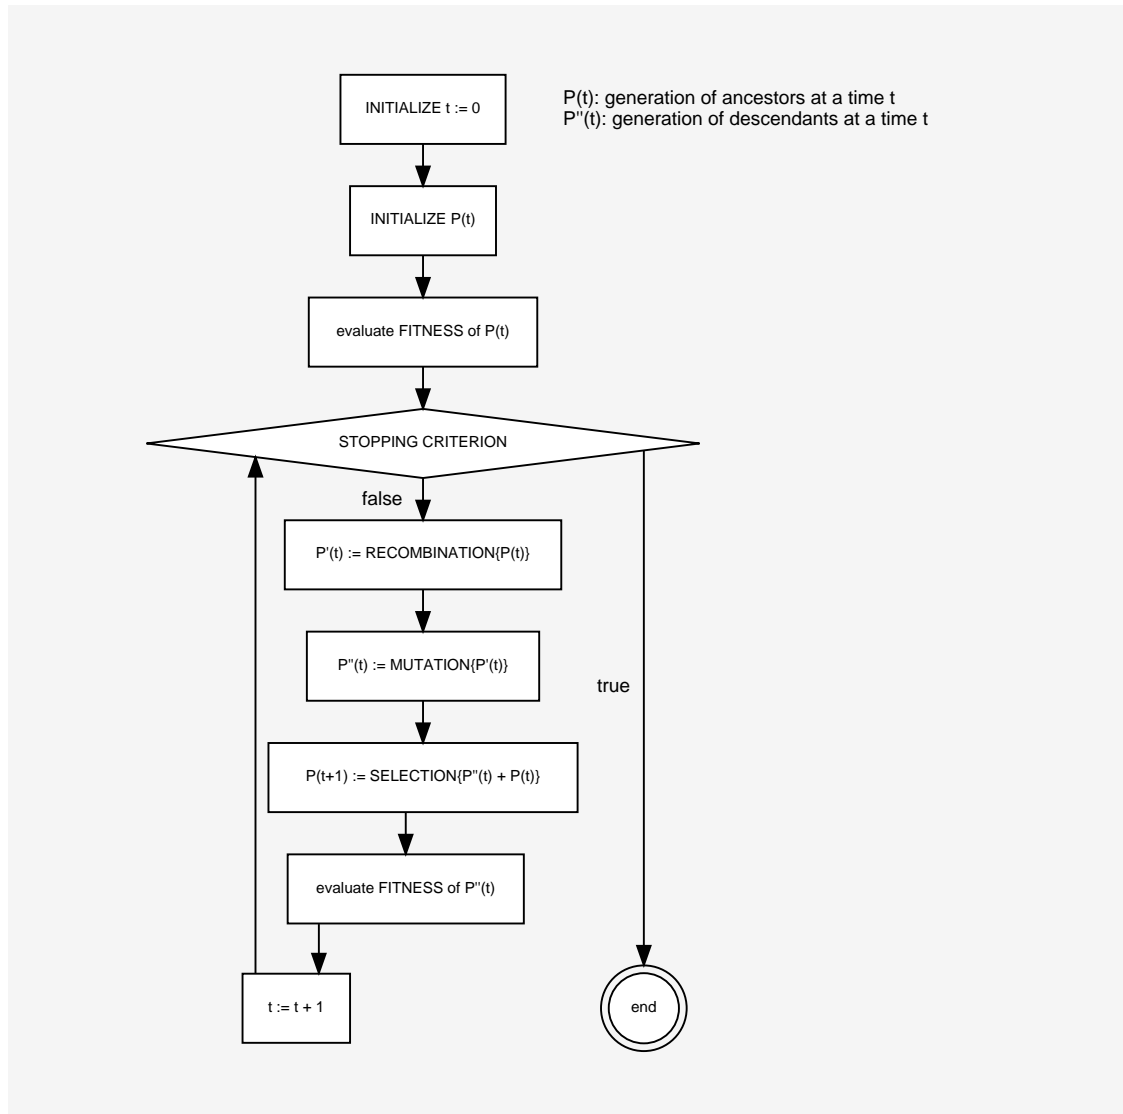 INITIALIZE t := 0
P(t): generation of ancestors at a time t
P''(t): generation of descendants at a time t
INITIALIZE P(t)
evaluate FITNESS of P(t)
STOPPING CRITERION
false
P'(t) := RECOMBINATION{P(t)}
P''(t) := MUTATION{P'(t)}
true
P(t+1) := SELECTION{P''(t) + P(t)}
evaluate FITNESS of P''(t)
t := t + 1
end